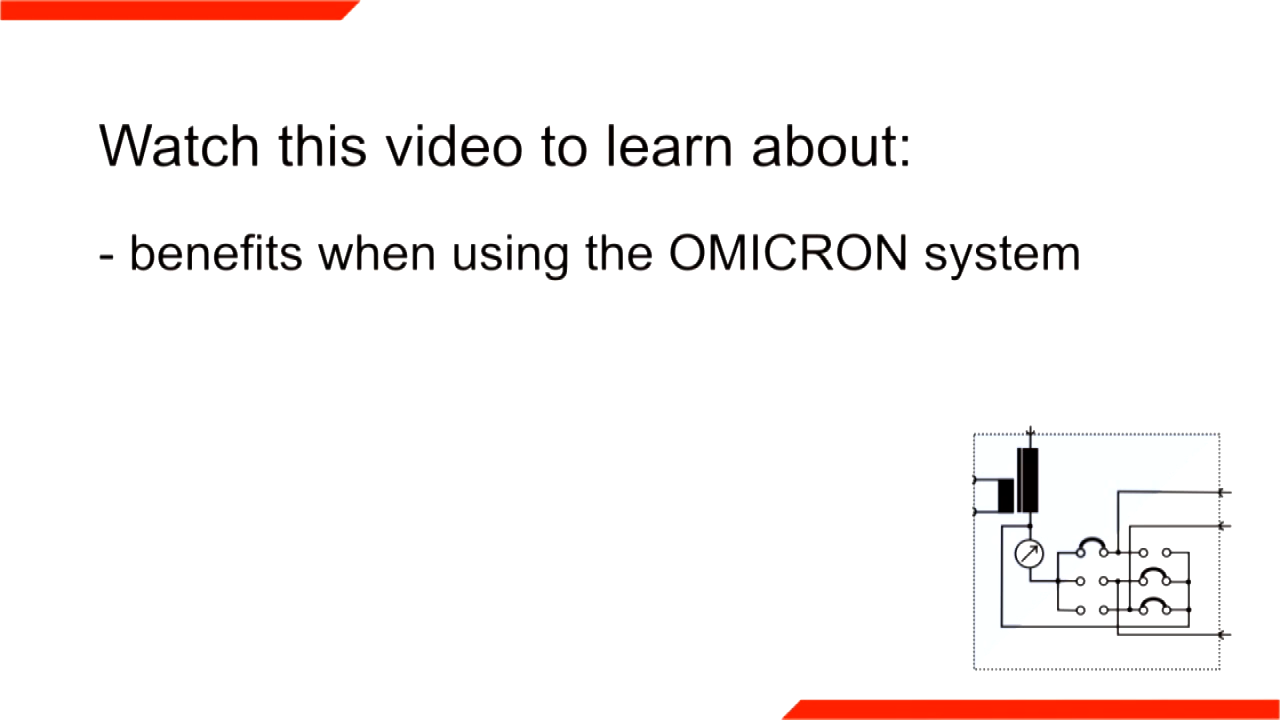 Watch this video to learn about:
- benefits when using the OMICRON system